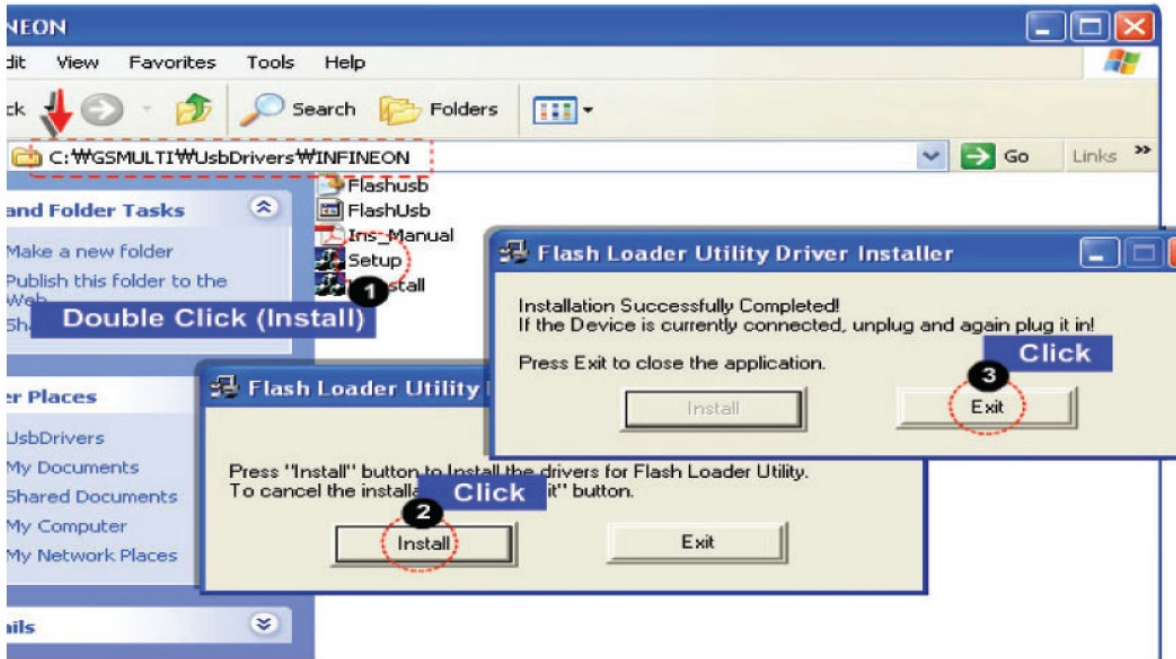 NEON
dit View Favorites Tools Help
ck Search Folders
C:₩GSMULTI₩UsbDrivers₩INFINEON Go Links »
Flashusb
and Folder Tasks
FlashUsb
Ins_Manual
Make a new folder
Setup
Publish this folder to the
Web
1
stall
Sh
Double Click (Install)
Flash Loader Utility Driver Installer
Installation Successfully Completed!
If the Device is currently connected, unplug and again plug it in!
Press Exit to close the application.
Click
3
Install Exit
er Places
UsbDrivers
My Documents
Shared Documents
My Computer
My Network Places
ails
Flash Loader Utility
Press "Install" button to Install the drivers for Flash Loader Utility.
To cancel the installa it" button.
Click
2
Install Exit